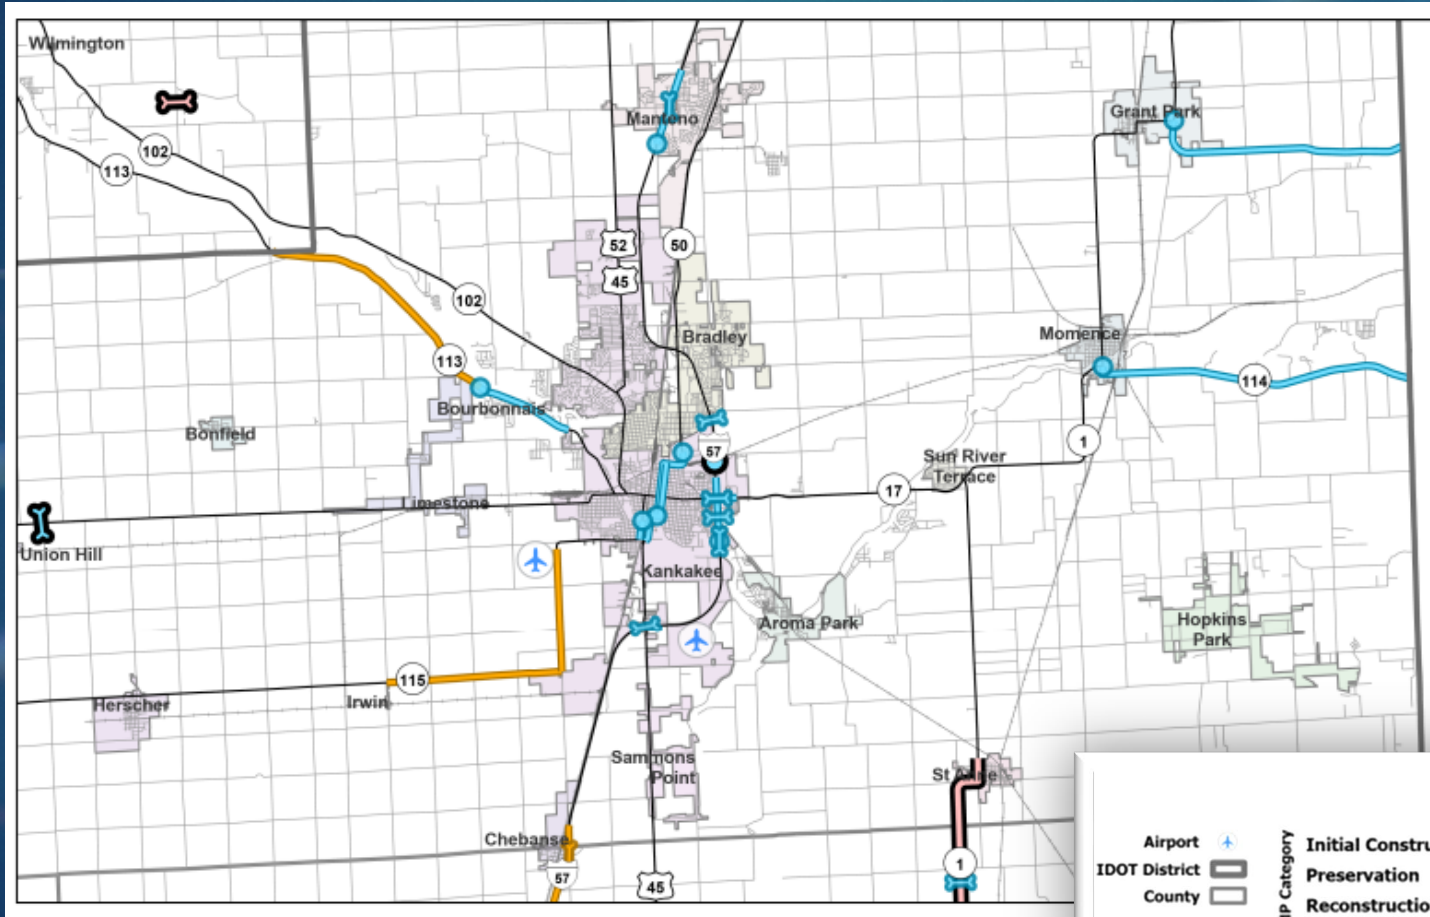 Wilmington
102
113
Manteno
Grant Park
52
50
45
102
113
Bradley
Momence
114
Bourbonnais
Bonfield
1
57
Sun River
Terrace
17
Limestone
Union Hill
Kankakee
Aroma Park
Hopkins
Park
115
Irwin
Herscher
Sammons
Point
St Anne
Chebanse
57
45
1
Airport
IDOT District
County
IP Category
Initial Constru
Preservation
Reconstructio